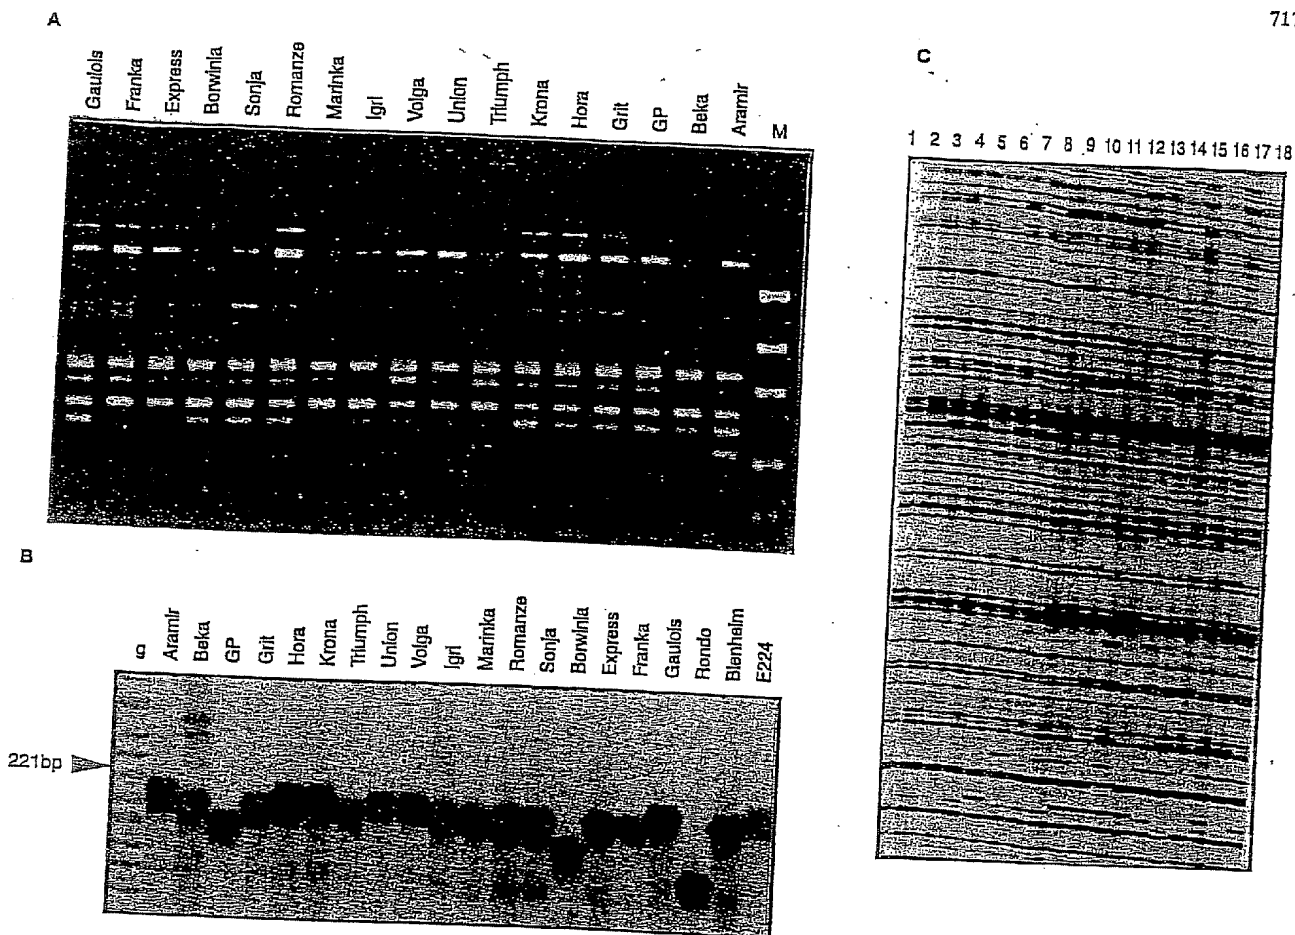 A
717
Gaulois Franka Express Borwinia Sonja Romanze Marinka Igri Volga Union Triumph Krona Hora Grit GP Beka Aramir M
B
S Aramir Beka GP Grit Hora Krona Triumph Union Volga Igri Marinka Romanze Sonja Borwinia Express Franka Gaulois Rondo Blenheim E224
221bp
C
1 2 3 4 5 6 7 8 9 10 11 12 13 14 15 16 17 18